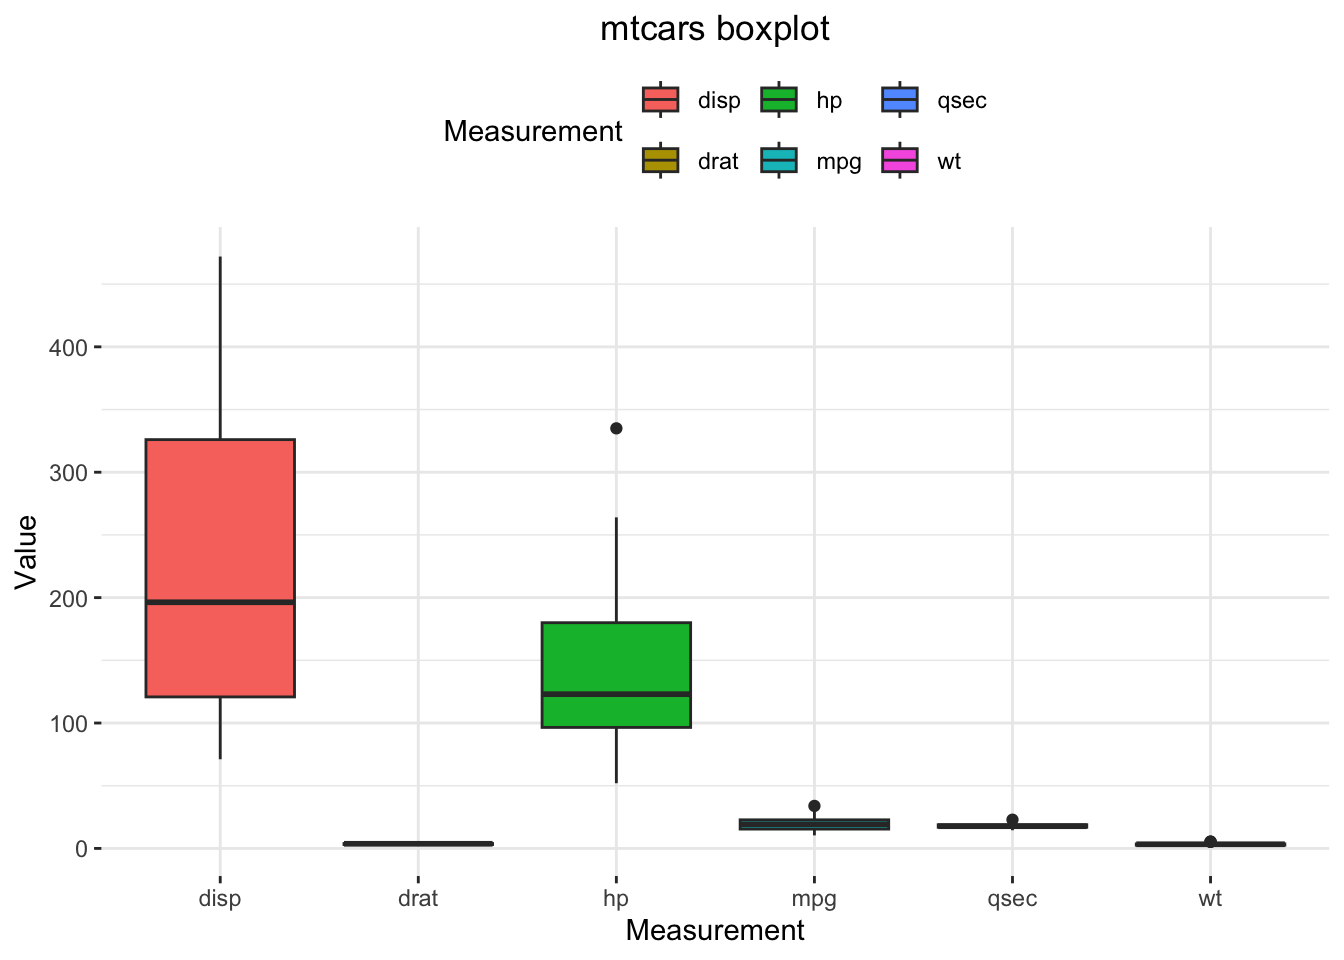 mtcars boxplot
Measurement
disp hp qsec
drat mpg wt
Value
400
300
200
100
0
disp drat hp mpg qsec wt
Measurement